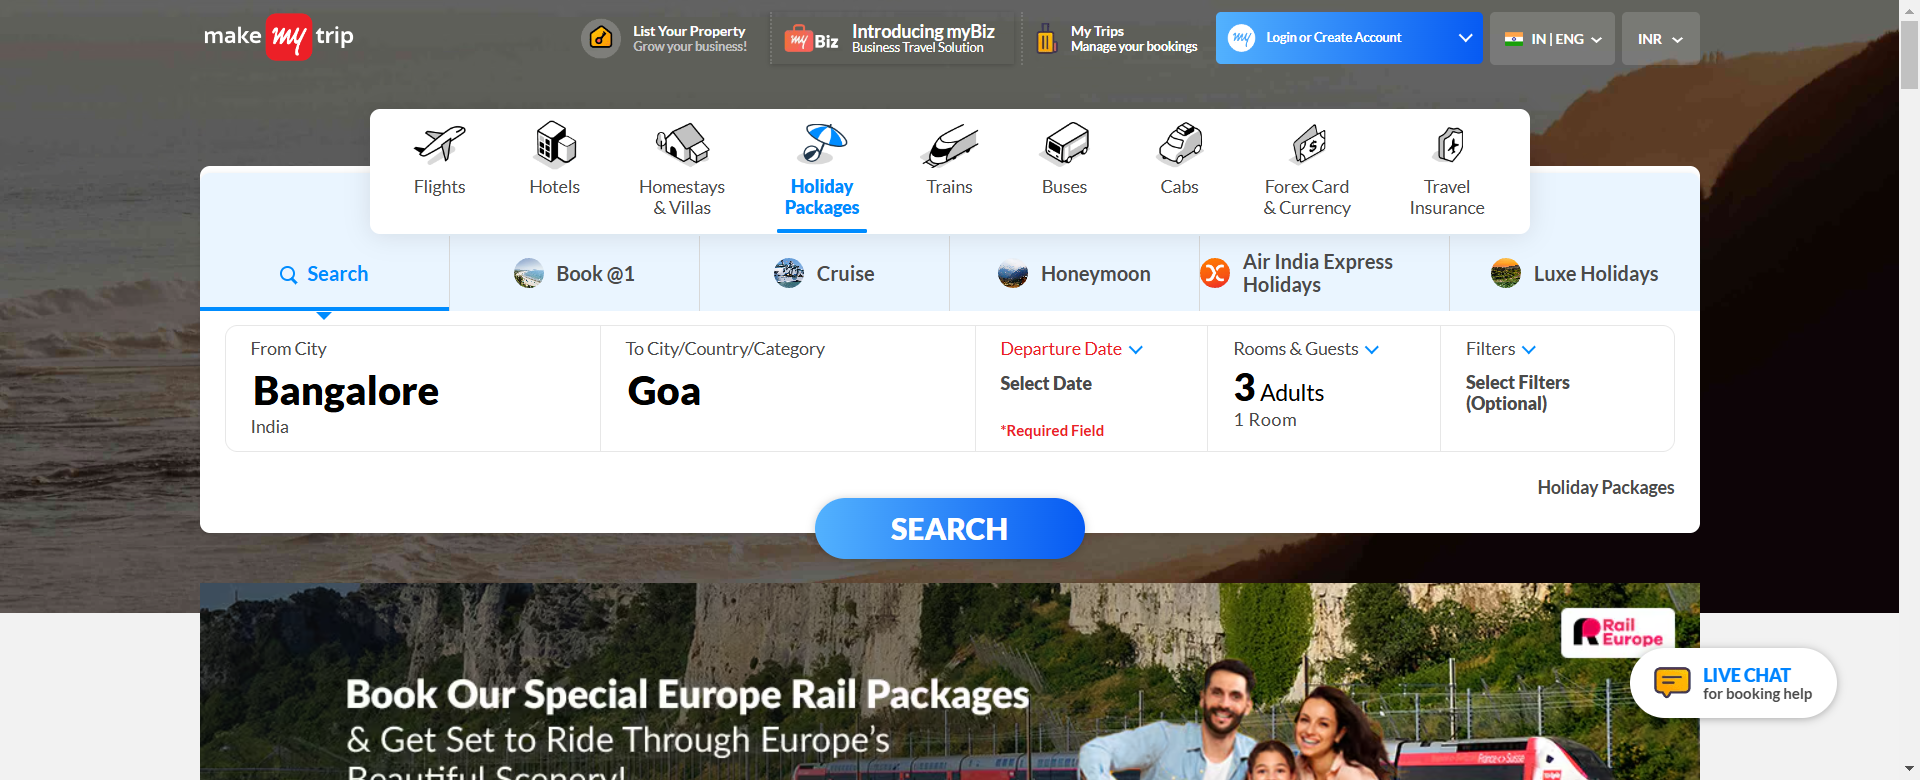 make my trip
List Your Property
Grow your business!
my Biz
Introducing myBiz
Business Travel Solution
My Trips
Manage your bookings
my
Login or Create Account
IN | ENG
INR
Flights
Hotels
Homestays
& Villas
Holiday
Packages
Trains
Buses
Cabs
Forex Card
& Currency
Travel
Insurance
Search
Book @1
Cruise
Honeymoon
Air India Express
Holidays
Luxe Holidays
From City
Bangalore
India
To City/Country/Category
Goa
Departure Date
Select Date
*Required Field
Rooms & Guests
3 Adults
1 Room
Filters
Select Filters
(Optional)
Holiday Packages
SEARCH
Rail
Europe
LIVE CHAT
for booking help
Book Our Special Europe Rail Packages
& Get Set to Ride Through Europe's
Beautiful Scenery!